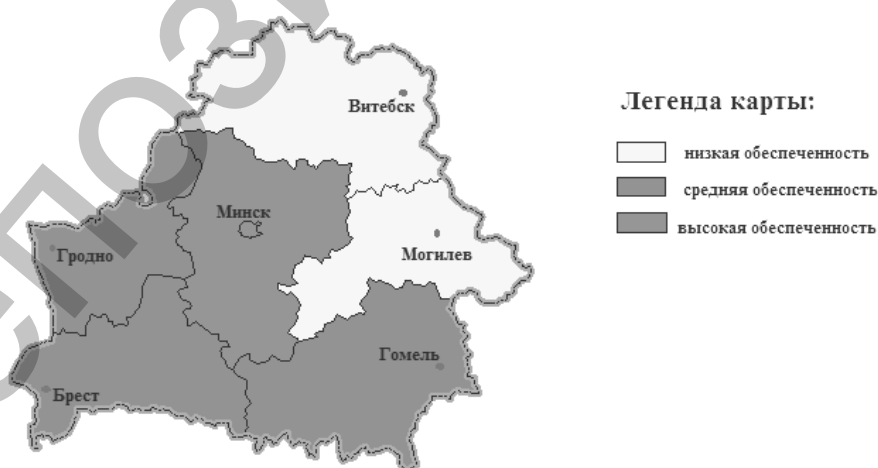 Витебск
Минск
Могилев
Гродно
Гомель
Брест
Легенда карты:
низкая обеспеченность
средняя обеспеченность
высокая обеспеченность